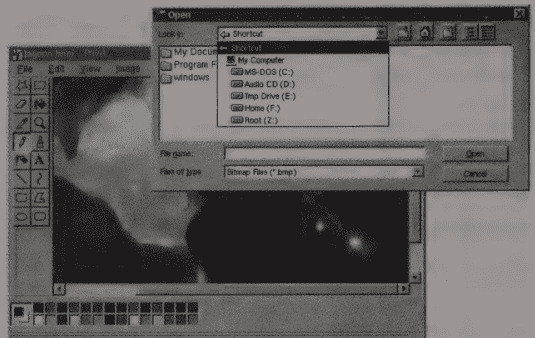 Open
Look in: Shortcut
Shortcut
My Computer
MS-DOS (C:)
Audio CD (D:)
Tmp Drive (E:)
Home (F:)
Root (Z:)
My Docum
Program F
windows
File name:
Open
Files of type
Bitmap Files (*.bmp)
Cancel
File Edit View Image